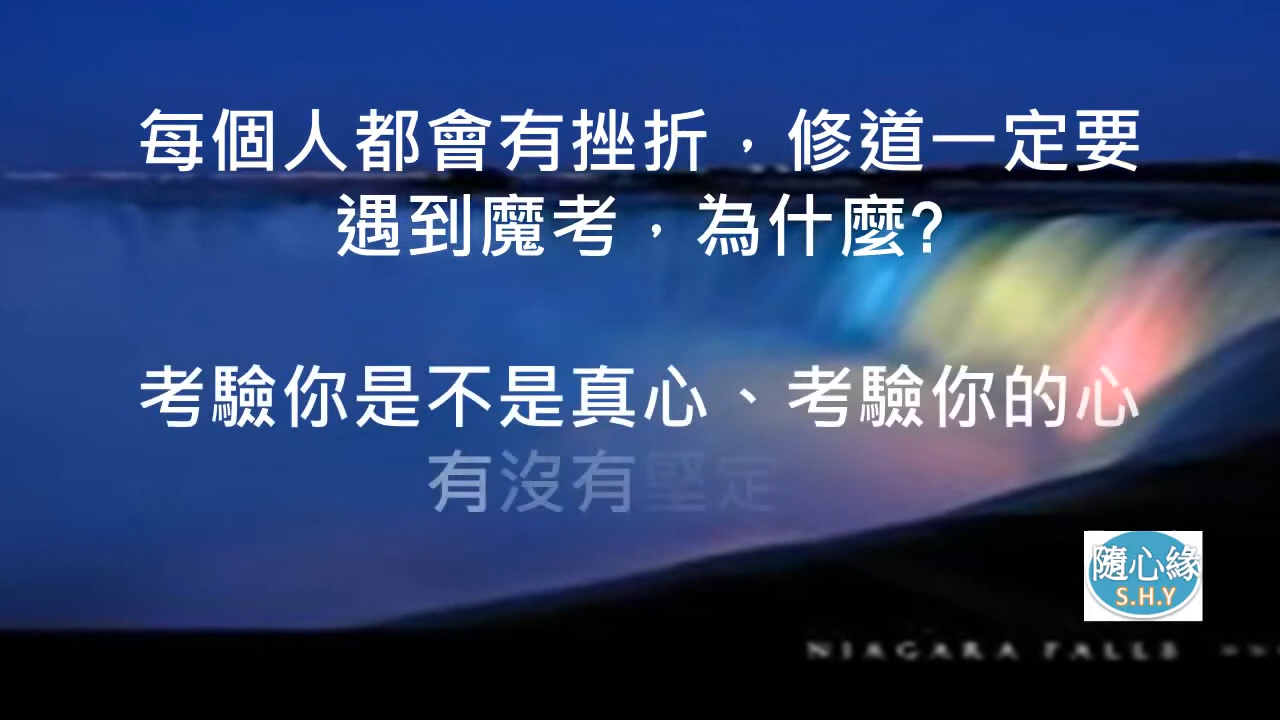 每個人都會有挫折，修道一定要
遇到魔考，為什麼?
考驗你是不是真心、考驗你的心
有沒有堅定
隨心緣
S.H.Y
NIAGARA FALLS